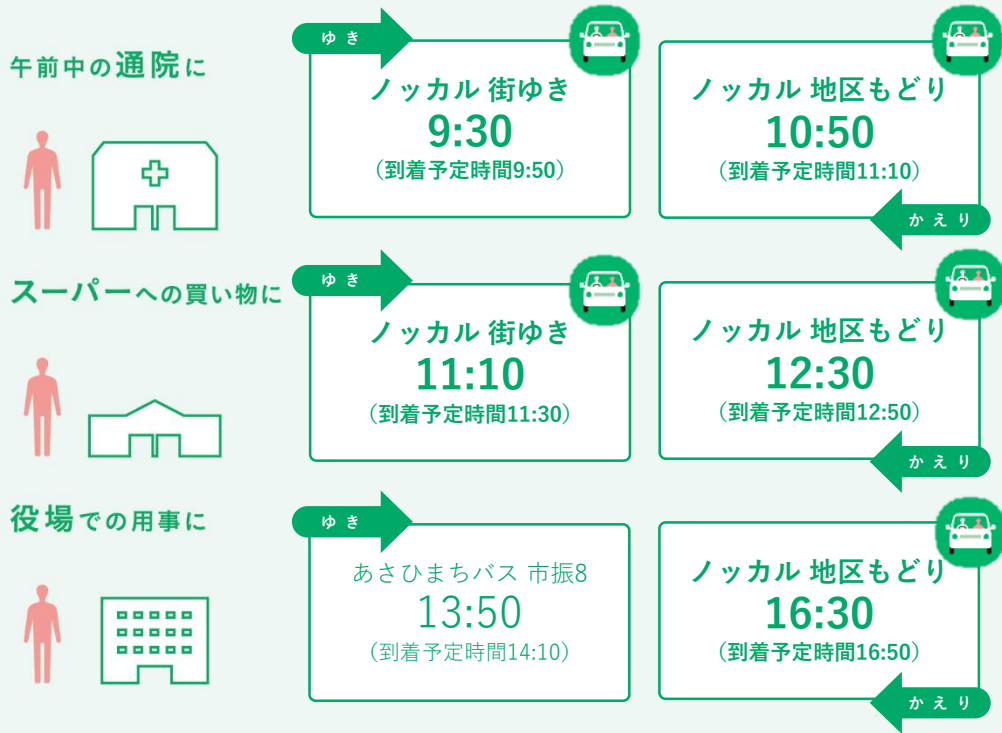 午前中の通院に
ゆき
ノッカル 街ゆき
9:30
(到着予定時間9:50)
ノッカル 地区もどり
10:50
(到着予定時間11:10)
かえり
スーパーへの買い物に
ゆき
ノッカル 街ゆき
11:10
(到着予定時間11:30)
ノッカル 地区もどり
12:30
(到着予定時間12:50)
かえり
役場での用事に
ゆき
あさひまちバス 市振8
13:50
(到着予定時間14:10)
ノッカル 地区もどり
16:30
(到着予定時間16:50)
かえり